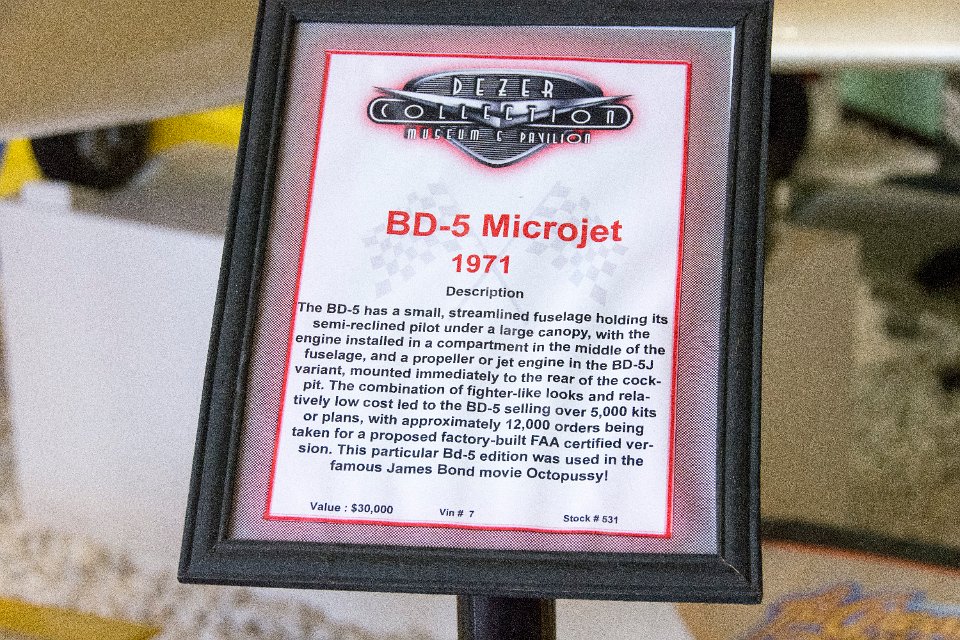 DEZER
COLLECTION
MUSEUM & PAVILION
BD-5 Microjet
1971
Description
The BD-5 has a small, streamlined fuselage holding its
semi-reclined pilot under a large canopy, with the
engine installed in a compartment in the middle of the
fuselage, and a propeller or jet engine in the BD-5J
variant, mounted immediately to the rear of the cock-
pit. The combination of fighter-like looks and rela-
tively low cost led to the BD-5 selling over 5,000 kits
or plans, with approximately 12,000 orders being
taken for a proposed factory-built FAA certified ver-
sion. This particular Bd-5 edition was used in the
famous James Bond movie Octopussy!
Value : $30,000 Vin # 7 Stock # 531